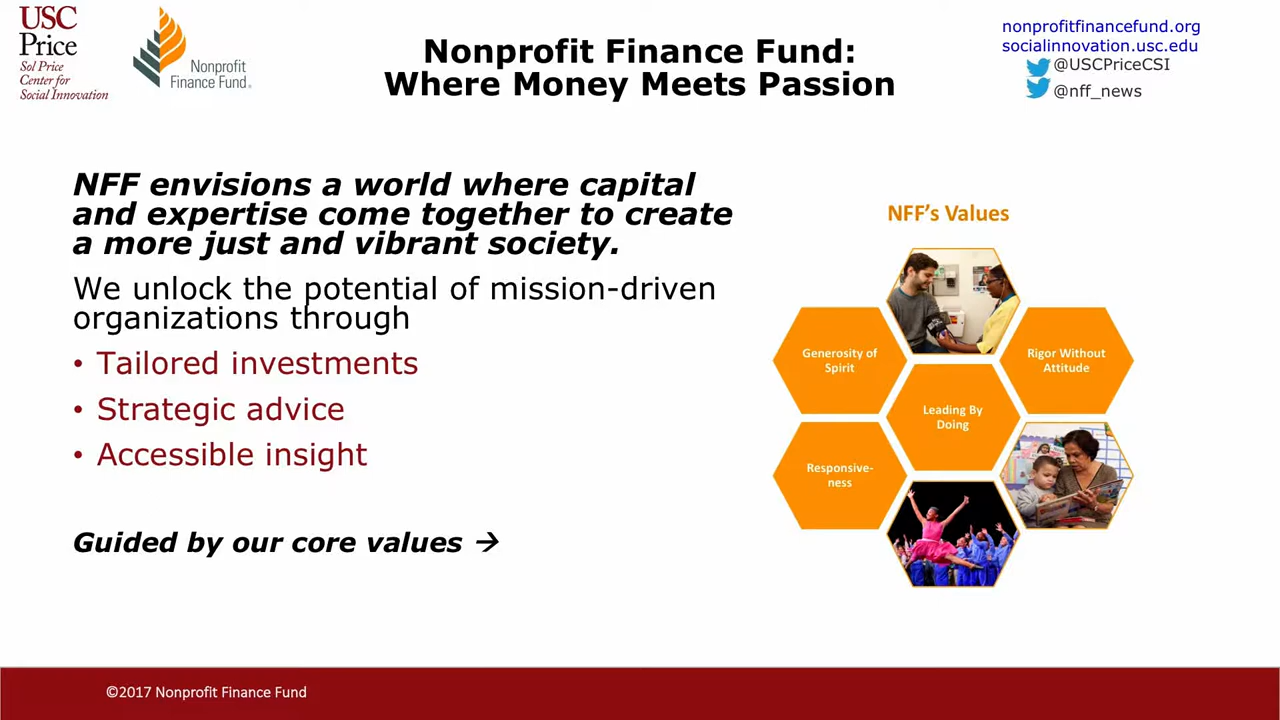 USC
Price
Sol Price
Center for
Social Innovation
Nonprofit
Finance Fund®
Nonprofit Finance Fund:
Where Money Meets Passion
nonprofitfinancefund.org
socialinnovation.usc.edu
@USCPriceCSI
@nff_news
NFF envisions a world where capital
and expertise come together to create
a more just and vibrant society.
We unlock the potential of mission-driven
organizations through
• Tailored investments
• Strategic advice
• Accessible insight
Guided by our core values →
NFF’s Values
Generosity of
Spirit
Rigor Without
Attitude
Leading By
Doing
Responsive-
ness
©2017 Nonprofit Finance Fund